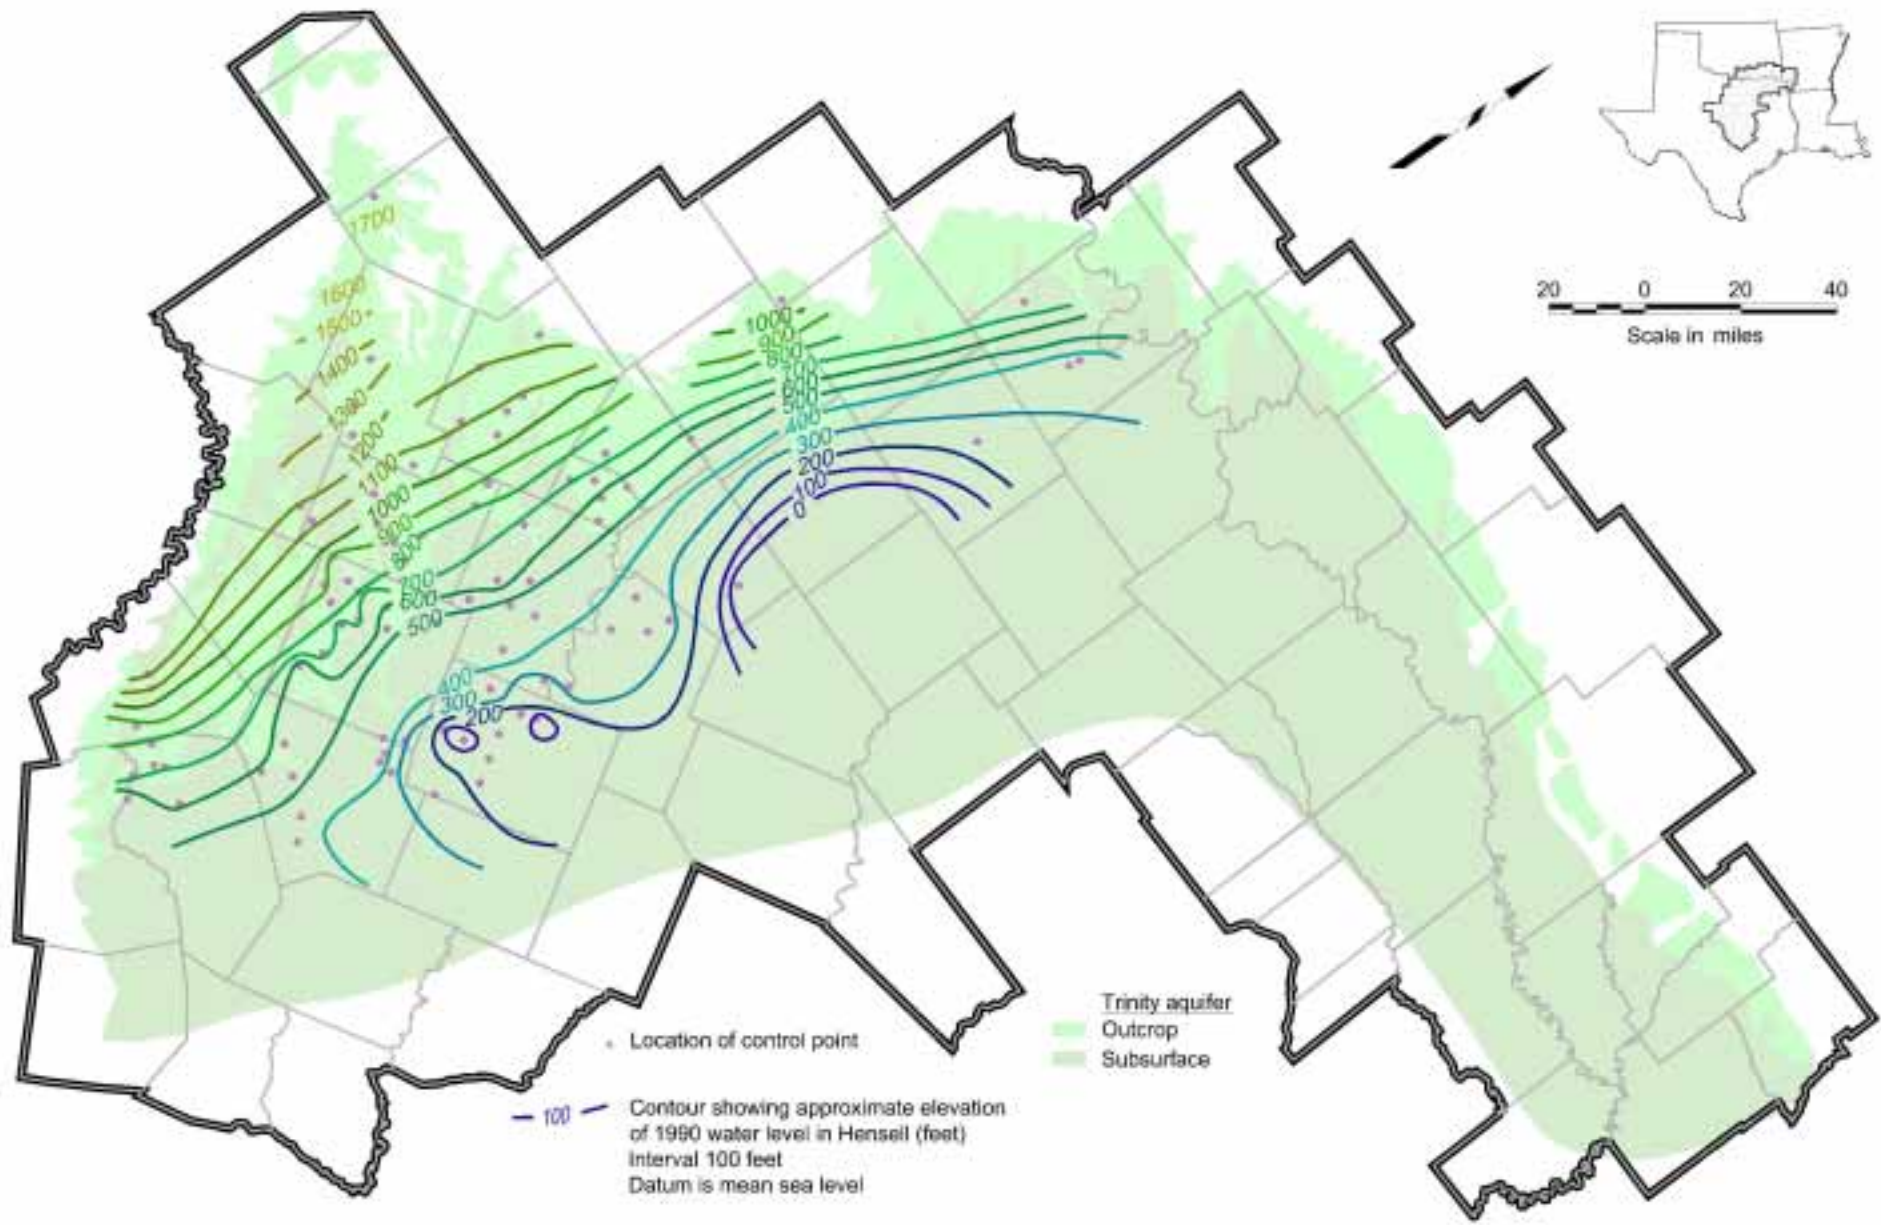 1700
1600
1500
1400
1300
1200
1100
1000
900
800
700
600
500
400
300
200
1000
900
800
700
600
500
400
300
200
100
0
20 0 20 40
Scale in miles
Location of control point
100
Contour showing approximate elevation
of 1990 water level in Hensell (feet)
Interval 100 feet
Datum is mean sea level
Trinity aquifer
Outcrop
Subsurface